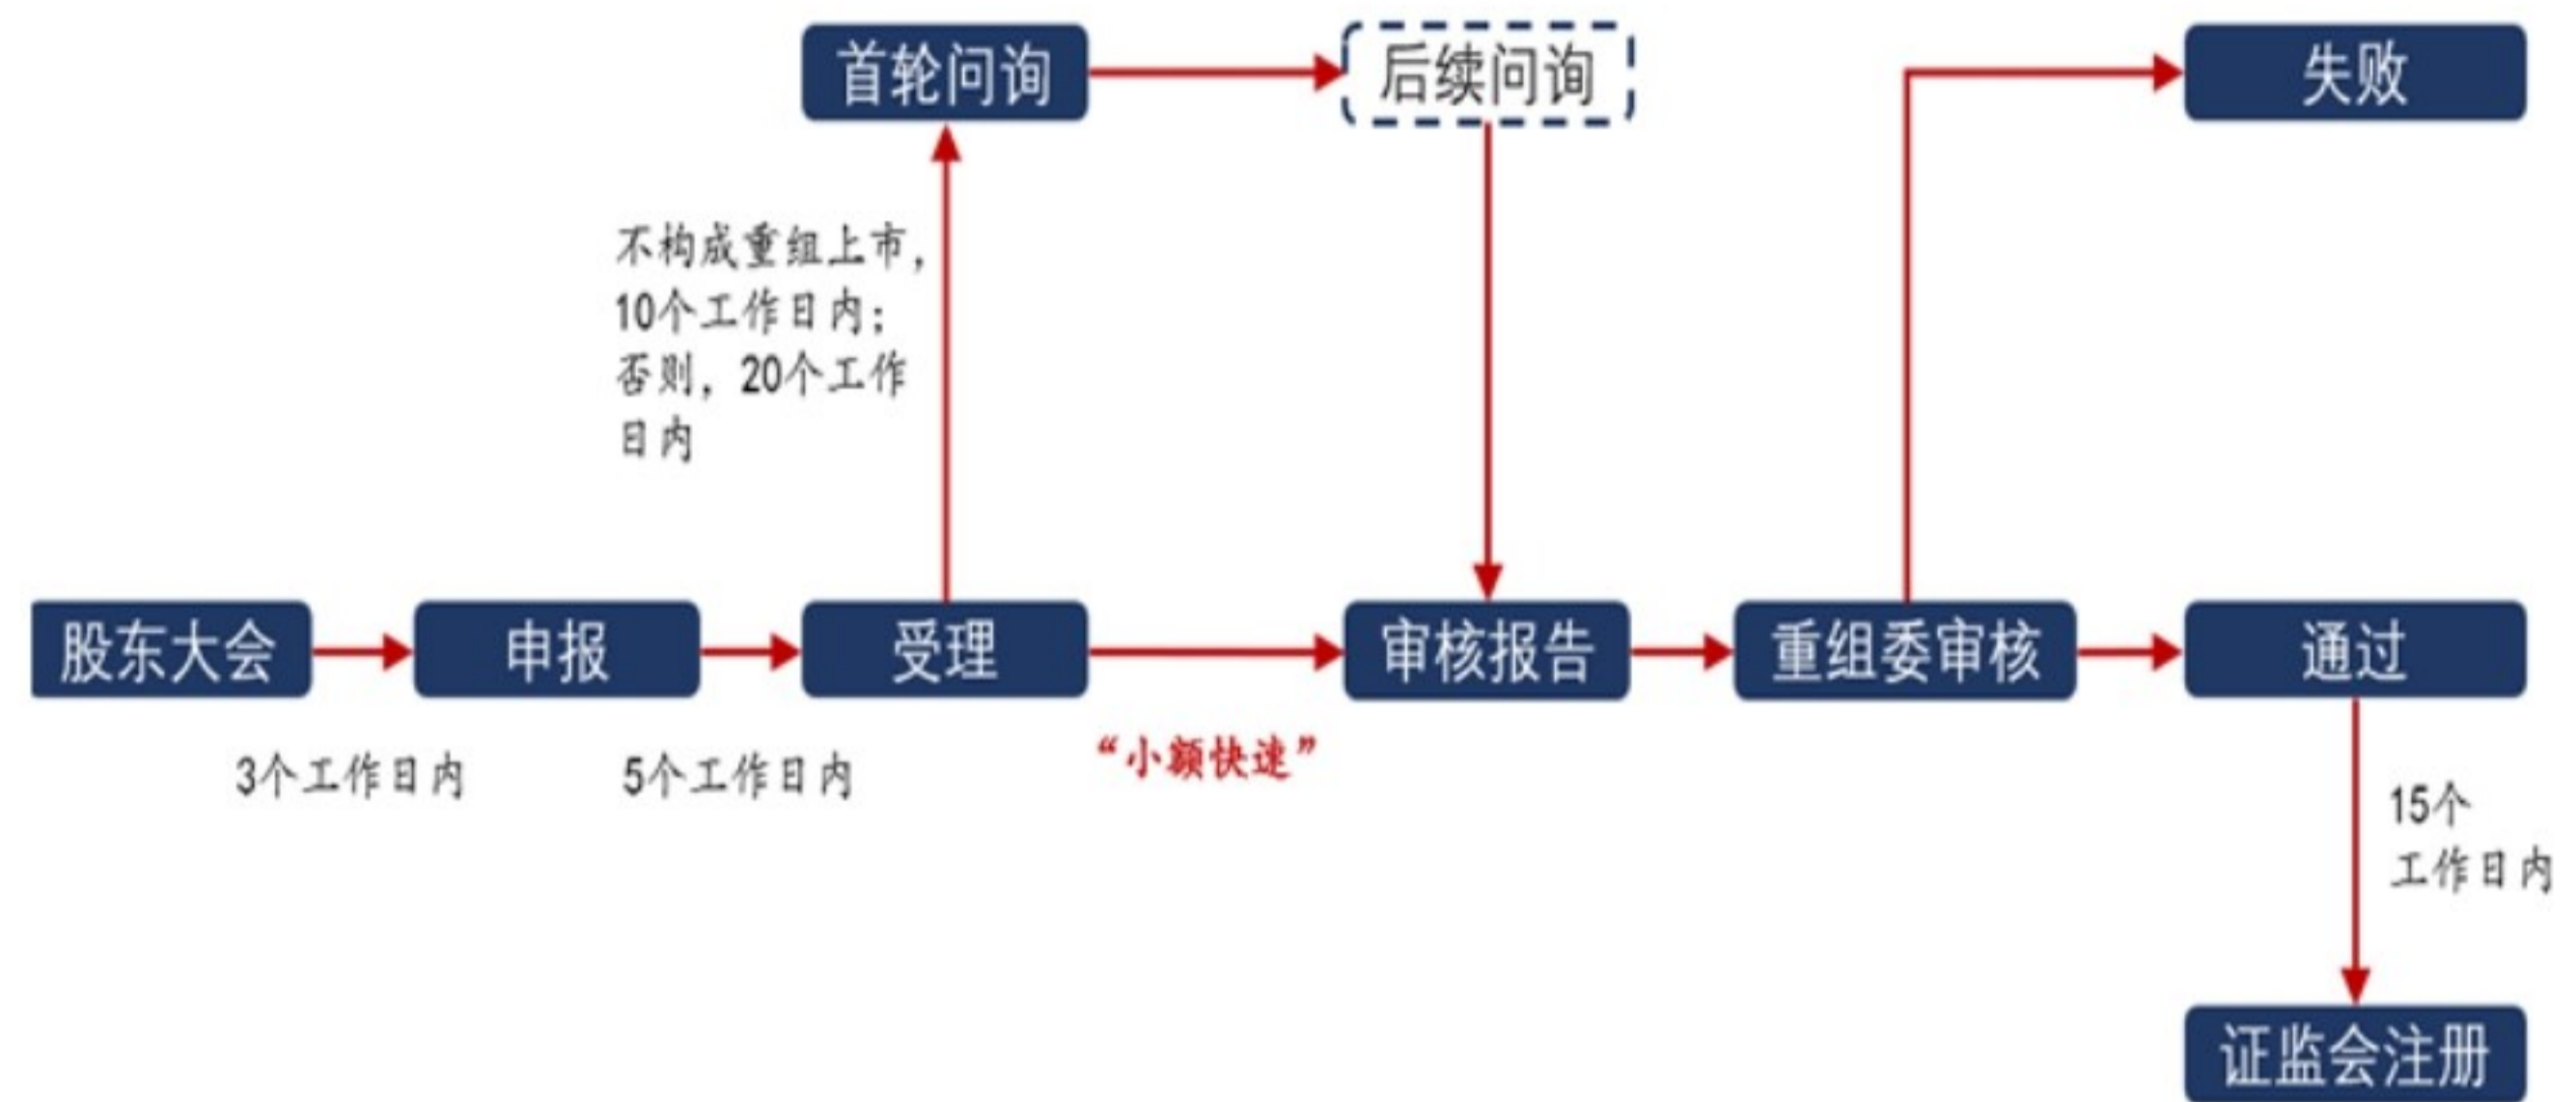 首轮问询
后续问询
失败
不构成重组上市，
10个工作日内；
否则，20个工作
日内
股东大会
申报
受理
审核报告
重组委审核
通过
3个工作日内
5个工作日内
“小额快速”
15个
工作日内
证监会注册